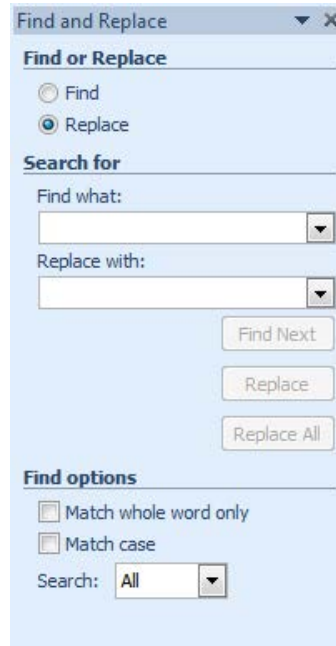 Find and Replace
Find or Replace
Find
Replace
Search for
Find what:
Replace with:
Find Next
Replace
Replace All
Find options
Match whole word only
Match case
Search: All